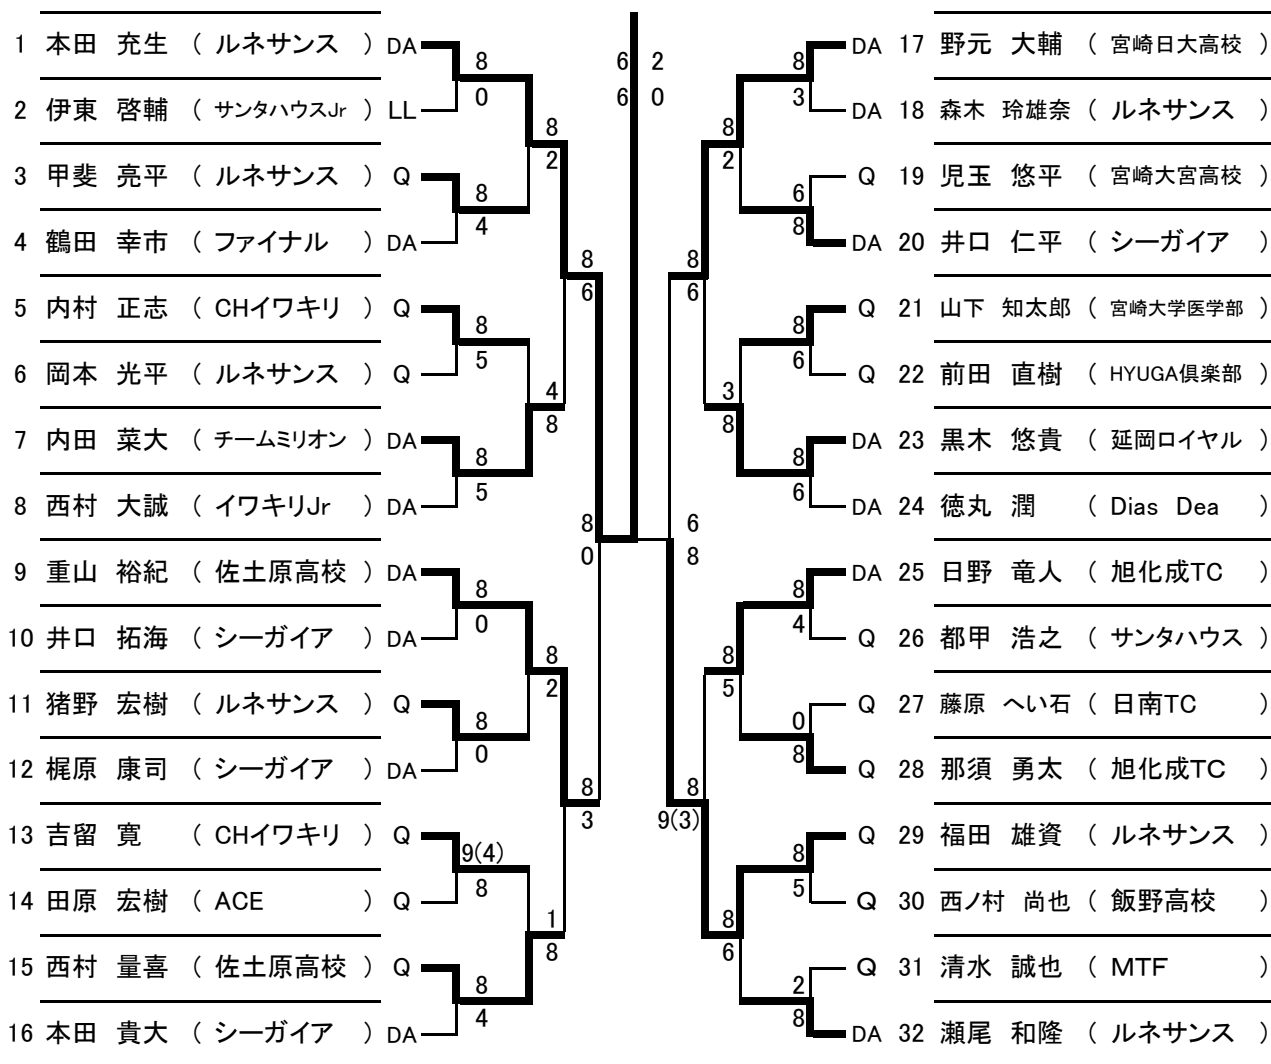 1 本田 充生 ( ルネサンス ) DA
2 伊東 啓輔 ( サンタハウスJr ) LL
3 甲斐 亮平 ( ルネサンス ) Q
4 鶴田 幸市 ( ファイナル ) DA
5 内村 正志 ( CHイワキリ ) Q
6 岡本 光平 ( ルネサンス ) Q
7 内田 菜大 ( チームミリオン ) DA
8 西村 大誠 ( イワキリJr ) DA
9 重山 裕紀 ( 佐土原高校 ) DA
10 井口 拓海 ( シーガイア ) DA
11 猪野 宏樹 ( ルネサンス ) Q
12 梶原 康司 ( シーガイア ) DA
13 吉留 寛 ( CHイワキリ ) Q
14 田原 宏樹 ( ACE ) Q
15 西村 量喜 ( 佐土原高校 ) Q
16 本田 貴大 ( シーガイア ) DA
8
0
8
4
8
5
8
5
8
0
8
0
9(4)
8
8
4
8
2
4
8
8
2
1
8
8
6
8
3
8
0
6 2
6 0
6
8
8
6
8
9(3)
8
2
3
8
8
5
8
6
8
3
6
8
8
6
8
6
8
4
0
8
8
5
2
8
DA 17 野元 大輔 ( 宮崎日大高校 )
DA 18 森木 玲雄奈 ( ルネサンス )
Q 19 児玉 悠平 ( 宮崎大宮高校 )
DA 20 井口 仁平 ( シーガイア )
Q 21 山下 知太郎 ( 宮崎大学医学部 )
Q 22 前田 直樹 ( HYUGA倶楽部 )
DA 23 黒木 悠貴 ( 延岡ロイヤル )
DA 24 徳丸 潤 ( Dias Dea )
DA 25 日野 竜人 ( 旭化成TC )
Q 26 都甲 浩之 ( サンタハウス )
Q 27 藤原 へい石 ( 日南TC )
Q 28 那須 勇太 ( 旭化成TC )
Q 29 福田 雄資 ( ルネサンス )
Q 30 西ノ村 尚也 ( 飯野高校 )
Q 31 清水 誠也 ( MTF )
DA 32 瀬尾 和隆 ( ルネサンス )